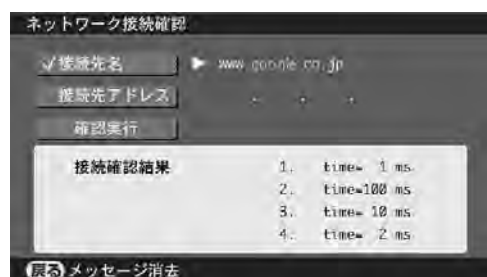 ネットワーク接続確認
✓接続先名 ▶ www.google.co.jp
接続先アドレス . . .
確認実行
接続確認結果 1. time= 1 ms
2. time=100 ms
3. time= 10 ms
4. time= 2 ms
戻る メッセージ消去